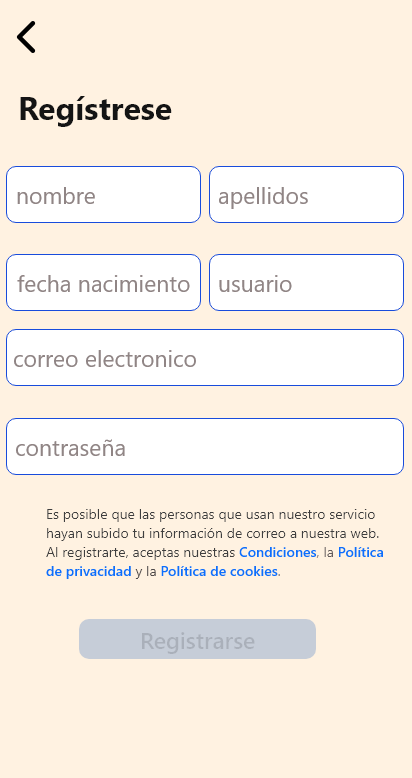 Regístrese
nombre
apellidos
fecha nacimiento
usuario
correo electronico
contraseña
Es posible que las personas que usan nuestro servicio
hayan subido tu información de correo a nuestra web.
Al registrarte, aceptas nuestras Condiciones, la Política
de privacidad y la Política de cookies.
Registrarse